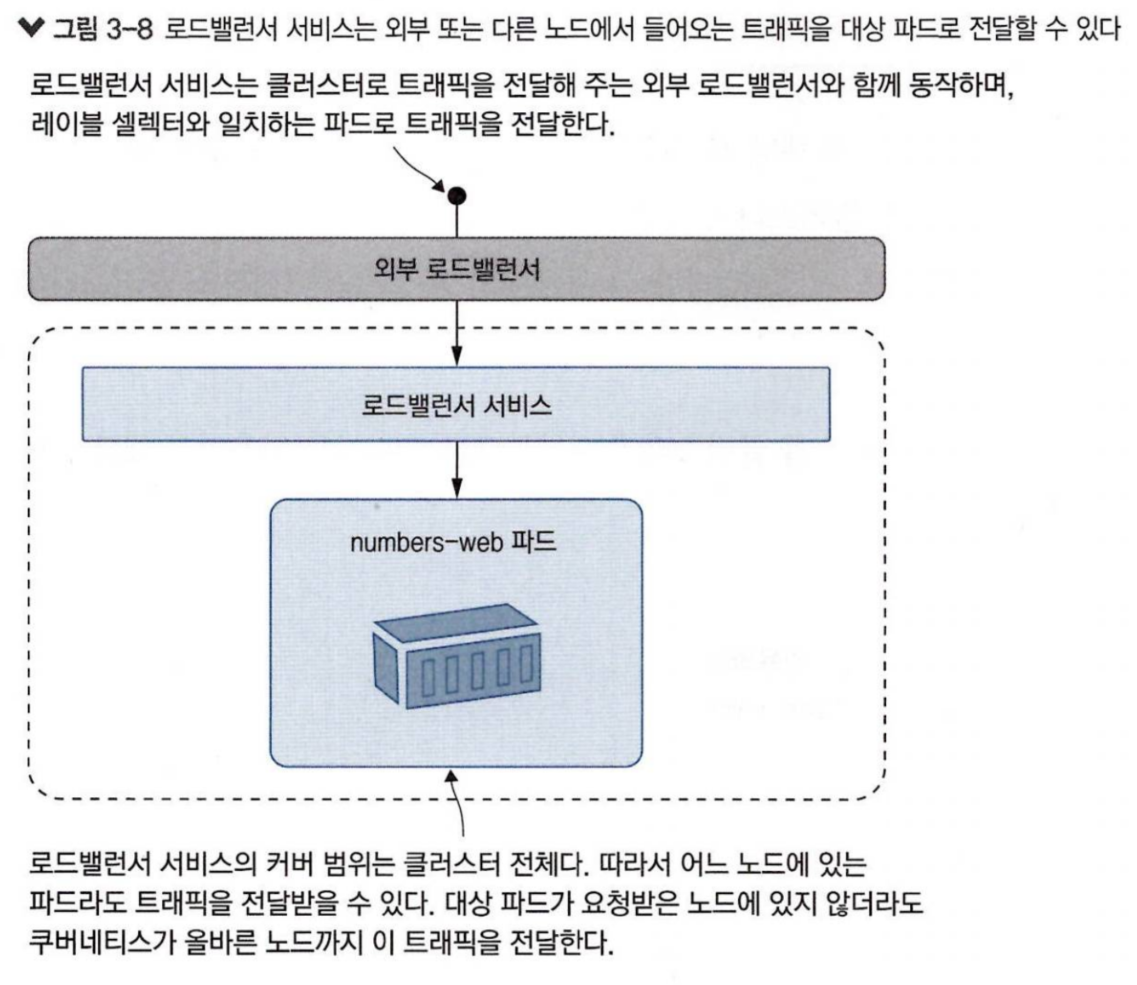 그림 3-8 로드밸런서 서비스는 외부 또는 다른 노드에서 들어오는 트래픽을 대상 파드로 전달할 수 있다
로드밸런서 서비스는 클러스터로 트래픽을 전달해 주는 외부 로드밸런서와 함께 동작하며,
레이블 셀렉터와 일치하는 파드로 트래픽을 전달한다.
외부 로드밸런서
로드밸런서 서비스
numbers-web 파드
로드밸런서 서비스의 커버 범위는 클러스터 전체다. 따라서 어느 노드에 있는
파드라도 트래픽을 전달받을 수 있다. 대상 파드가 요청받은 노드에 있지 않더라도
쿠버네티스가 올바른 노드까지 이 트래픽을 전달한다.